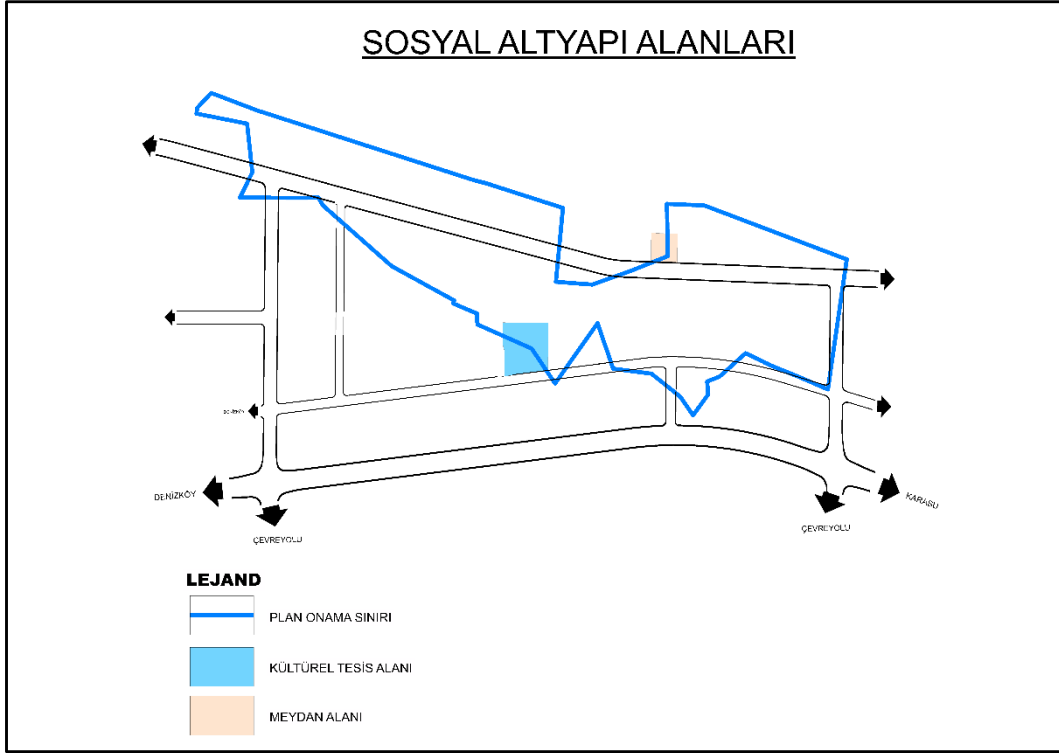 SOSYAL ALTYAPI ALANLARI
DENİZKÖY
KARASU
ÇEVREYOLU
ÇEVREYOLU
LEJAND
PLAN ONAMA SINIRI
KÜLTÜREL TESİS ALANI
MEYDAN ALANI